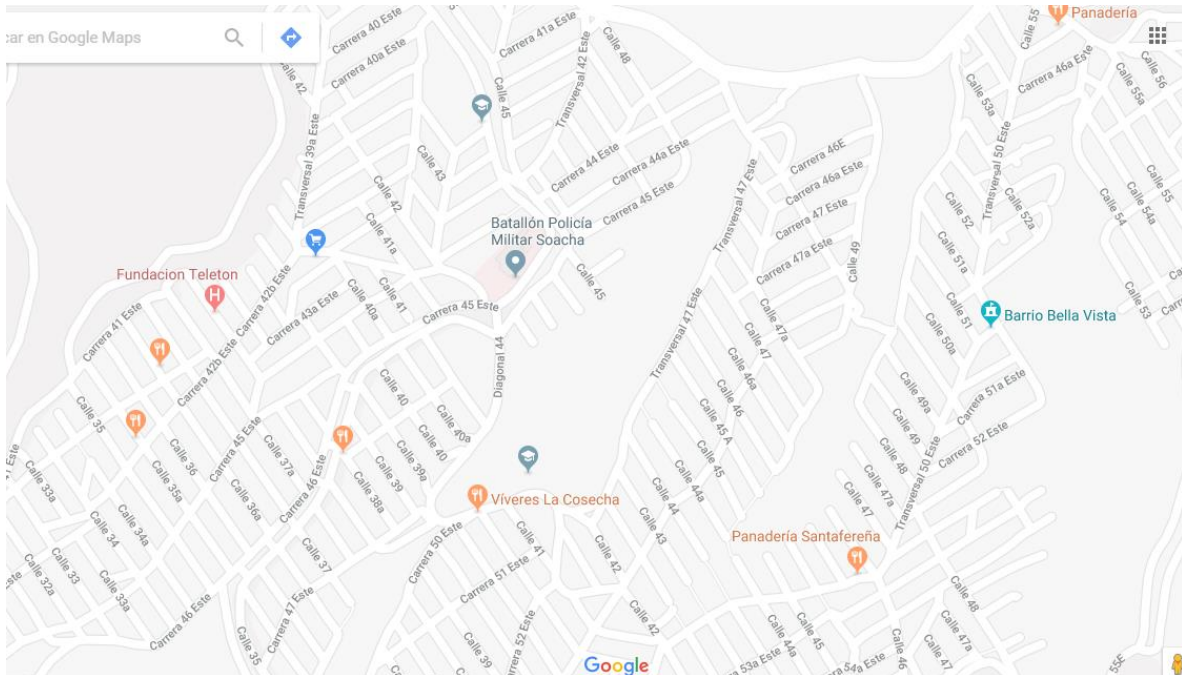 car en Google Maps
Carrera 40 Este
Carrera 41a Este
Calle 48
Calle 55
Panadería
Calle 42
Carrera 40a Este
Calle 45
Transversal 42 Este
Carrera 46a Este
Calle 56
Calle 55a
Calle 53a
Transversal 39a Este
Calle 43
Carrera 44 Este
Carrera 44a Este
Carrera 46E
Transversal 50 Este
Calle 42
Carrera 45 Este
Transversal 47 Este
Carrera 46a Este
Calle 55
Calle 52
Calle 52a
Calle 54
Calle 54a
Batallón Policía
Militar Soacha
Carrera 47 Este
Calle 41a
Carrera 47a Este
Calle 49
Calle 51a
Fundacion Teleton
Calle 45
Carrera 42b Este
Calle 41
Calle 40a
Carrera 43a Este
Carrera 45 Este
Calle 53
Barrio Bella Vista
Calle 51
Carrera 41 Este
Transversal 47 Este
Calle 47a
Calle 50a
Carrera 42b Este
Diagonal 44
Calle 47
Calle 46a
Calle 40
Calle 46
Calle 49a
Carrera 51a Este
Calle 35
Calle 40a
Calle 45 A
Calle 49
Carrera 45 Este
Calle 40
Calle 45
Carrera 52 Este
Calle 36
Calle 37a
Calle 39a
Calle 39
Calle 48
Este
Calle 33a
Calle 35a
Calle 36a
Carrera 46 Este
Calle 38a
Calle 44a
Calle 44
Calle 47a
Calle 47
Transversal 50 Este
Víveres La Cosecha
Calle 34
Calle 34a
Calle 43
Panadería Santafereña
Calle 41
Carrera 50 Este
Calle 37
Calle 42
Calle 33
Calle 32a
Calle 33a
Carrera 51 Este
Calle 48
Carrera 46 Este
Carrera 47 Este
Calle 35
Calle 39
Carrera 52 Este
Calle 42
Calle 45
Calle 44a
Calle 47a
Calle 47
Calle 46
53a Este
54a Este
55E
Google